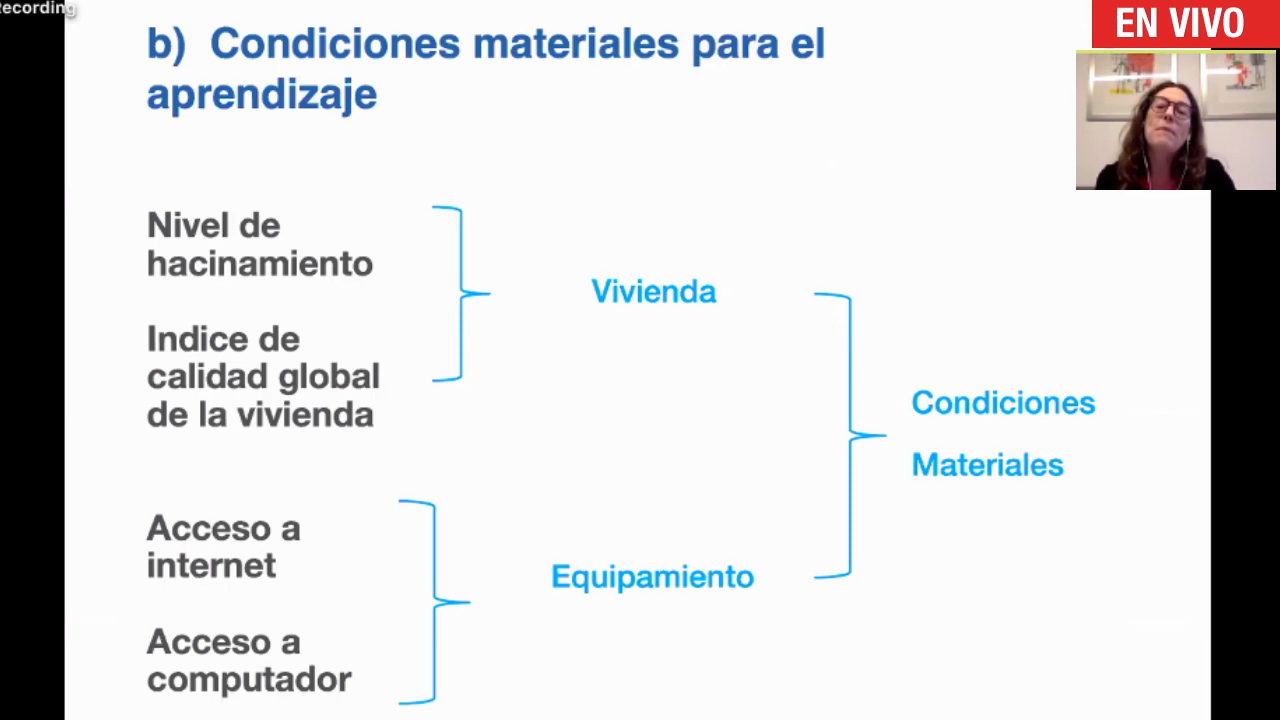 Recording
EN VIVO
b) Condiciones materiales para el
aprendizaje
Nivel de
hacinamiento
Indice de
calidad global
de la vivienda
Vivienda
Condiciones
Materiales
Acceso a
internet
Acceso a
computador
Equipamiento